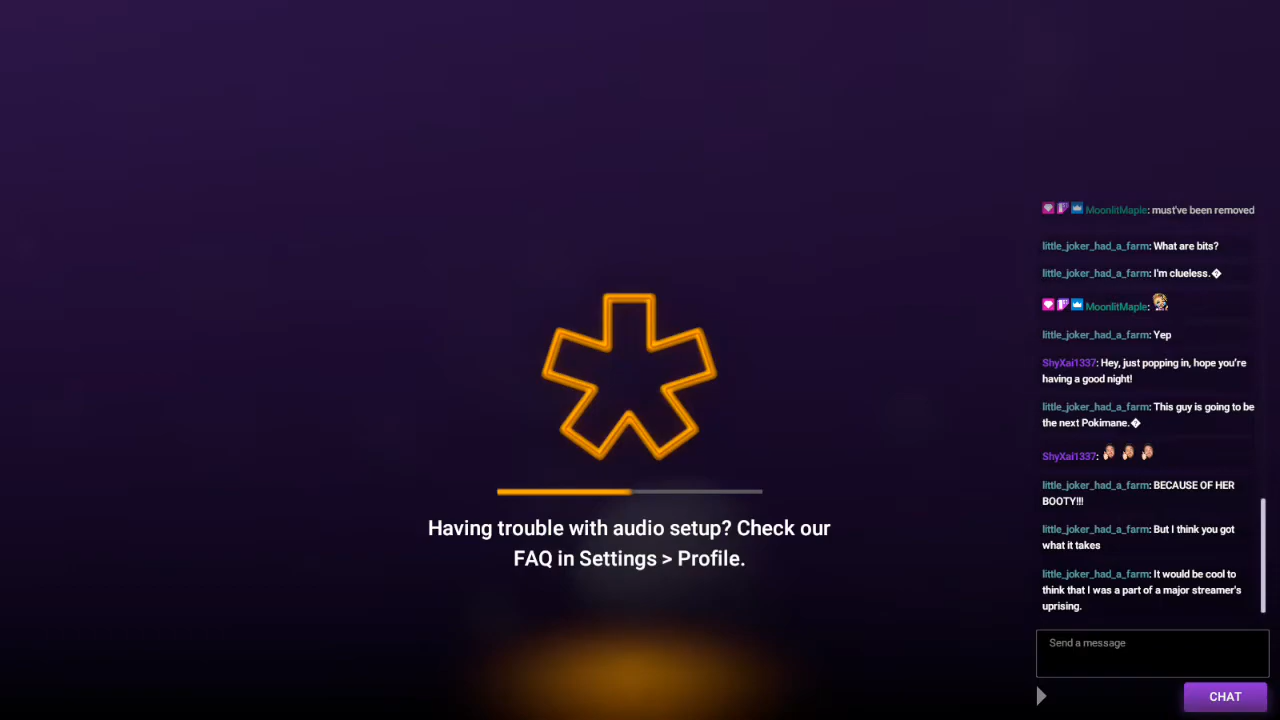 MoonlitMaple: must've been removed
little_joker_had_a_farm: What are bits?
little_joker_had_a_farm: I'm clueless.�
MoonlitMaple:
little_joker_had_a_farm: Yep
ShyXai1337: Hey, just popping in, hope you're
having a good night!
little_joker_had_a_farm: This guy is going to be
the next Pokimane.�
ShyXai1337:
little_joker_had_a_farm: BECAUSE OF HER
BOOTY!!!
little_joker_had_a_farm: But I think you got
what it takes
little_joker_had_a_farm: It would be cool to
think that I was a part of a major streamer's
uprising.
Having trouble with audio setup? Check our
FAQ in Settings > Profile.
Send a message
CHAT